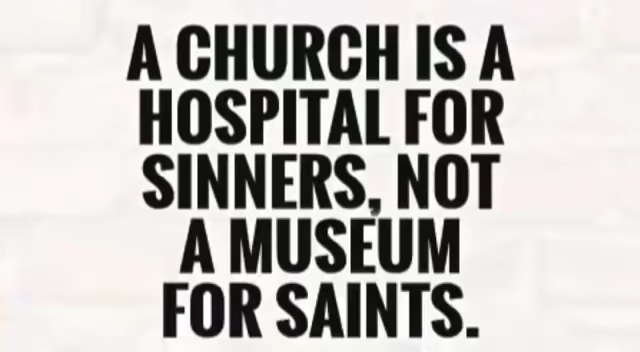 A CHURCH IS A
HOSPITAL FOR
SINNERS, NOT
A MUSEUM
FOR SAINTS.